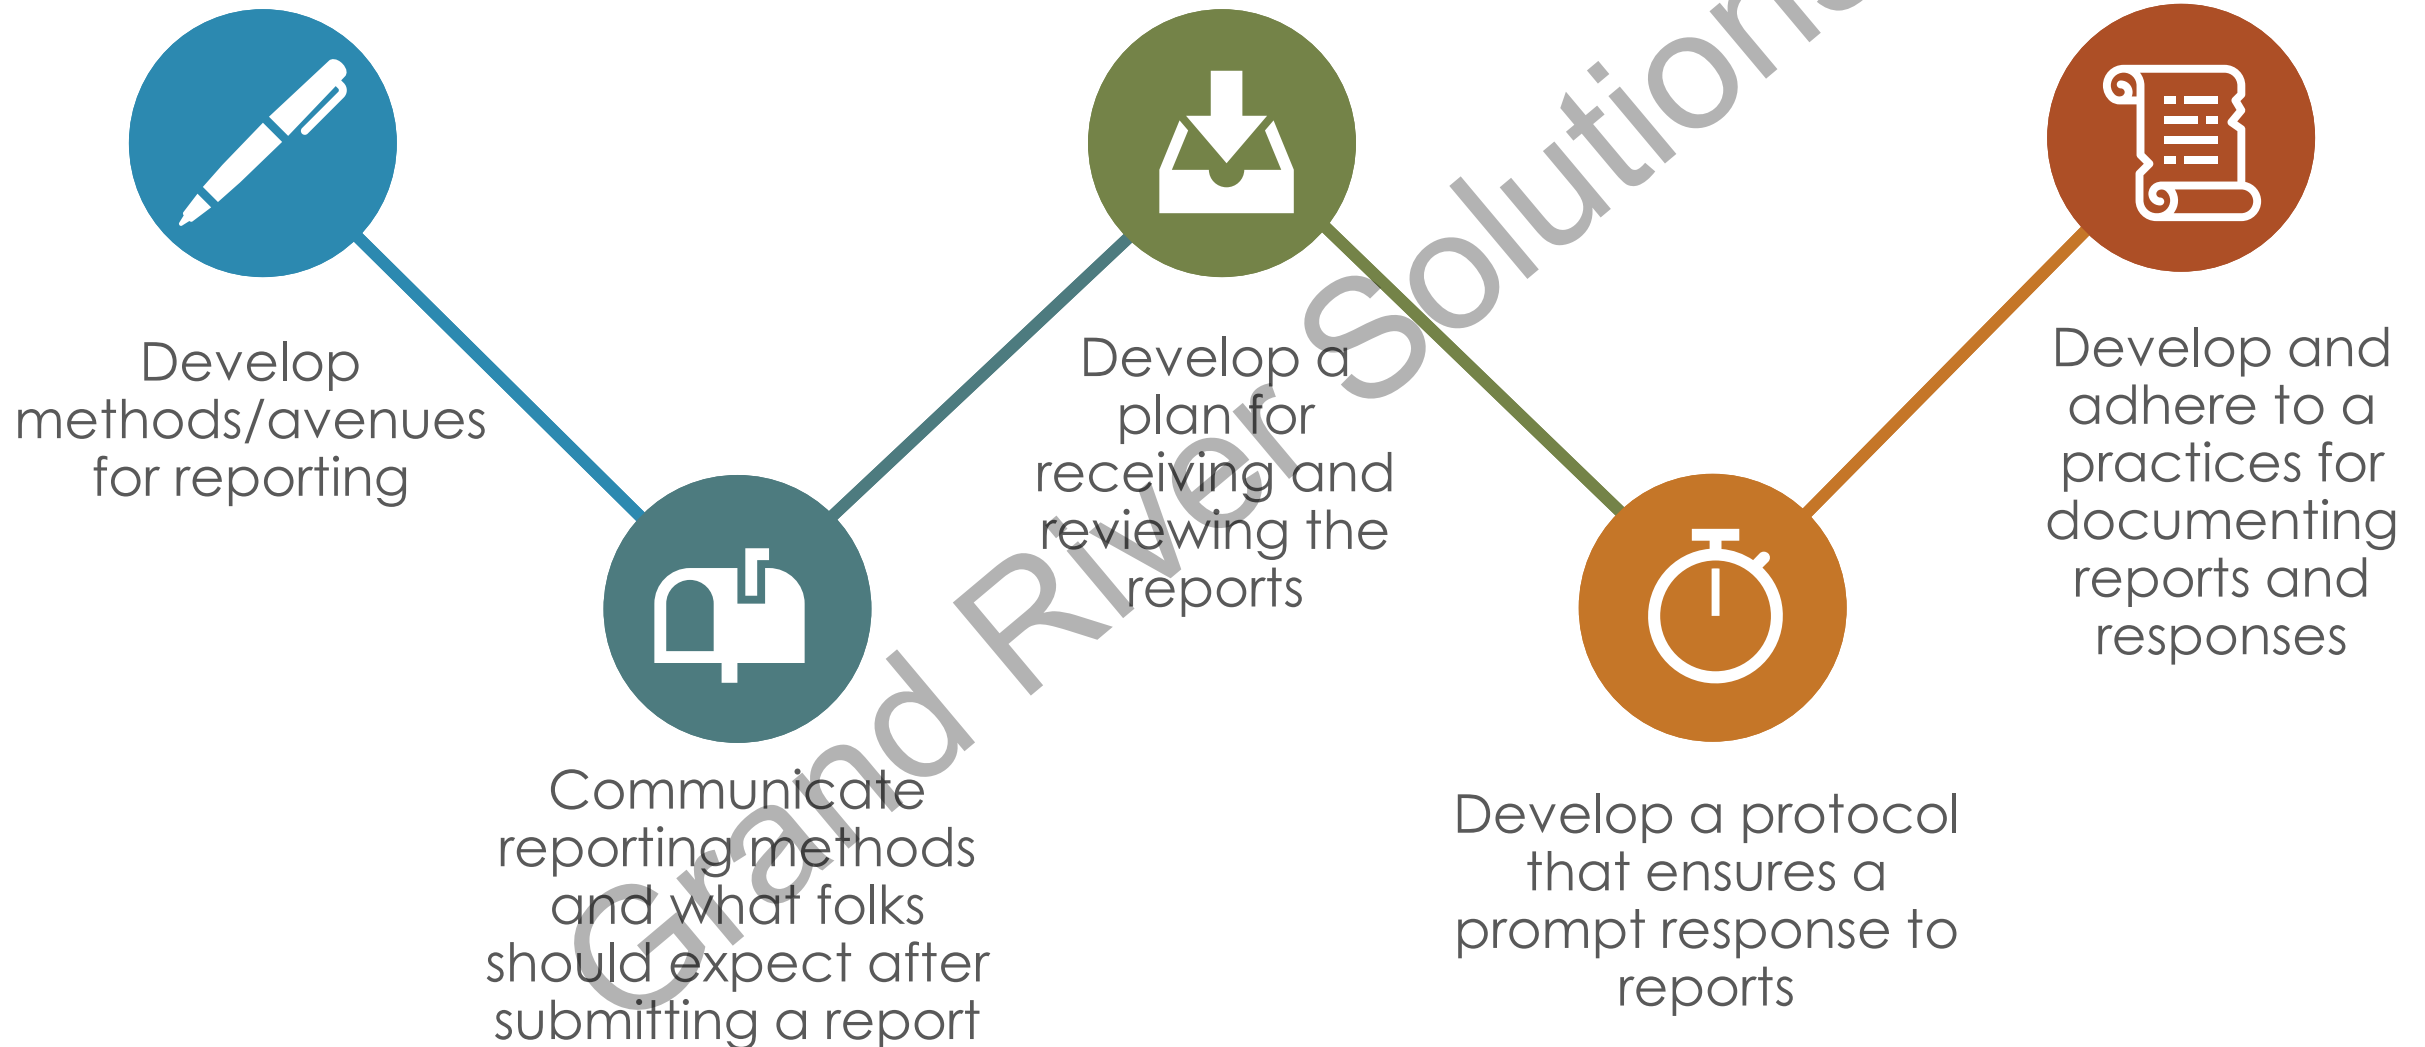 Develop
methods/avenues
for reporting
Communicate
reporting methods
and what folks
should expect after
submitting a report
Develop a
plan for
receiving and
reviewing the
reports
Develop a protocol
that ensures a
prompt response to
reports
Develop and
adhere to a
practices for
documenting
reports and
responses
Grand River Solutions